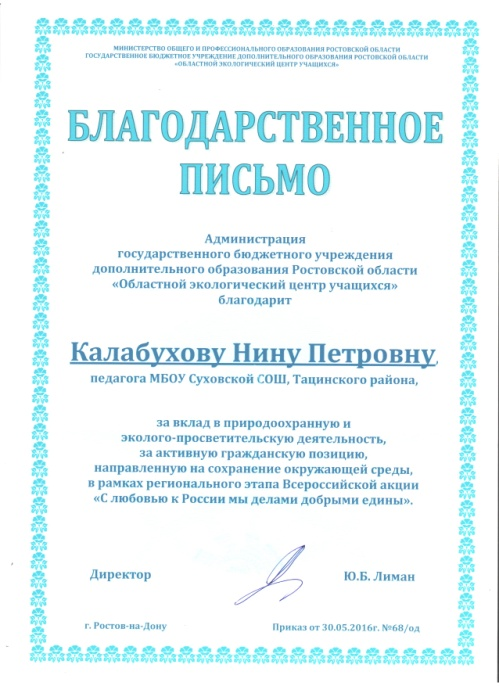 МИНИСТЕРСТВО ОБЩЕГО И ПРОФЕССИОНАЛЬНОГО ОБРАЗОВАНИЯ РОСТОВСКОЙ ОБЛАСТИ
ГОСУДАРСТВЕННОЕ БЮДЖЕТНОЕ УЧРЕЖДЕНИЕ ДОПОЛНИТЕЛЬНОГО ОБРАЗОВАНИЯ РОСТОВСКОЙ ОБЛАСТИ
«ОБЛАСТНОЙ ЭКОЛОГИЧЕСКИЙ ЦЕНТР УЧАЩИХСЯ»
БЛАГОДАРСТВЕННОЕ
ПИСЬМО
Администрация
государственного бюджетного учреждения
дополнительного образования Ростовской области
«Областной экологический центр учащихся»
благодарит
Калабухову Нину Петровну,
педагога МБОУ Суховской СОШ, Тацинского района,
за вклад в природоохранную и
эколого-просветительскую деятельность,
за активную гражданскую позицию,
направленную на сохранение окружающей среды,
в рамках регионального этапа Всероссийской акции
«С любовью к России мы делами добрыми едины».
Директор Ю.Б. Лиман
г. Ростов-на-Дону Приказ от 30.05.2016г. №68/од